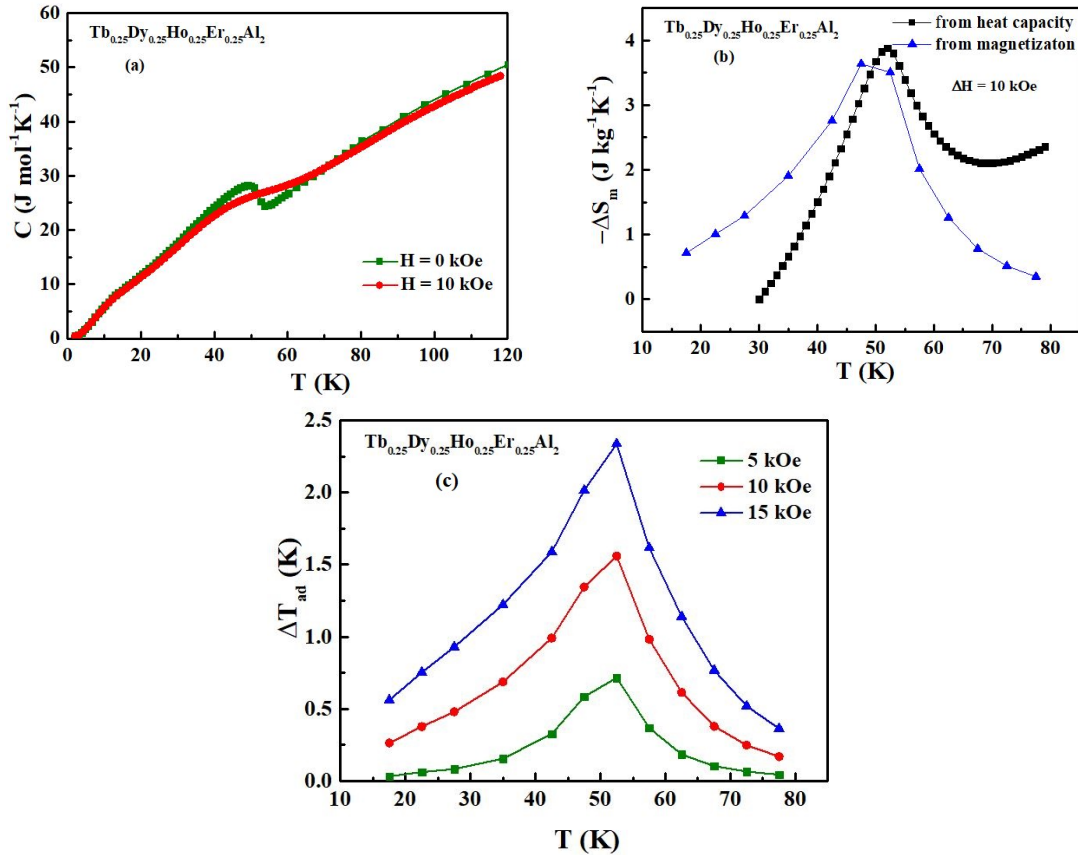 60
50
40
30
20
10
0
C (J mol⁻¹K⁻¹)
Tb₀.₂₅Dy₀.₂₅Ho₀.₂₅Er₀.₂₅Al₂
(a)
H = 0 kOe
H = 10 kOe
0 20 40 60 80 100 120
T (K)
4
3
2
1
0
−ΔSₘ (J kg⁻¹K⁻¹)
Tb₀.₂₅Dy₀.₂₅Ho₀.₂₅Er₀.₂₅Al₂
(b)
from heat capacity
from magnetizaton
ΔH = 10 kOe
10 20 30 40 50 60 70 80 90
T (K)
2.5
2.0
1.5
1.0
0.5
0.0
ΔT_ad (K)
Tb₀.₂₅Dy₀.₂₅Ho₀.₂₅Er₀.₂₅Al₂
(c)
5 kOe
10 kOe
15 kOe
10 20 30 40 50 60 70 80
T (K)